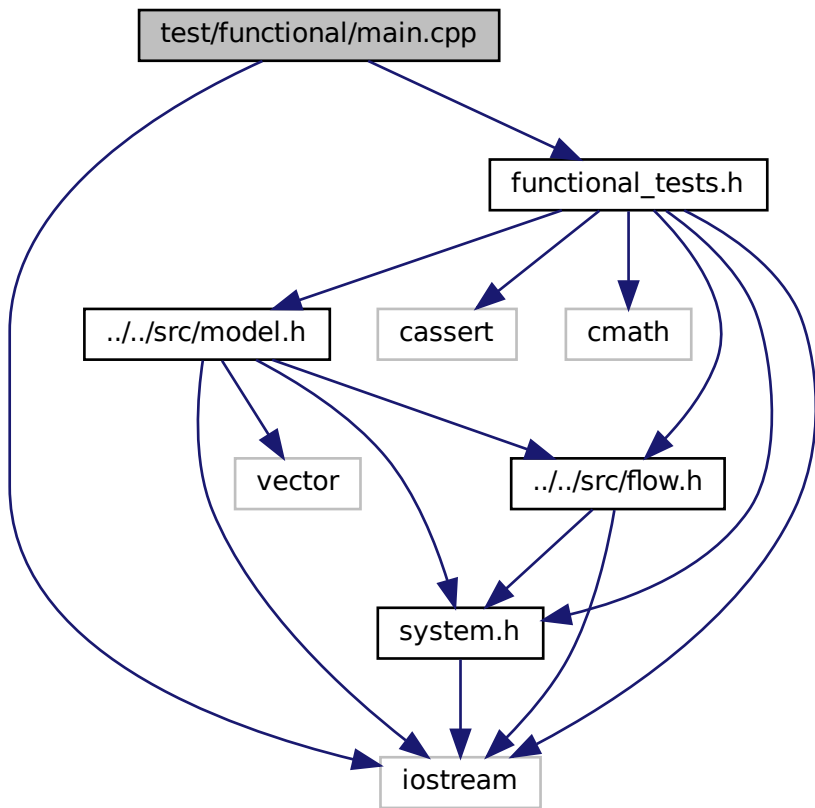 test/functional/main.cpp
functional_tests.h
../../src/model.h
cassert
cmath
vector
../../src/flow.h
system.h
iostream